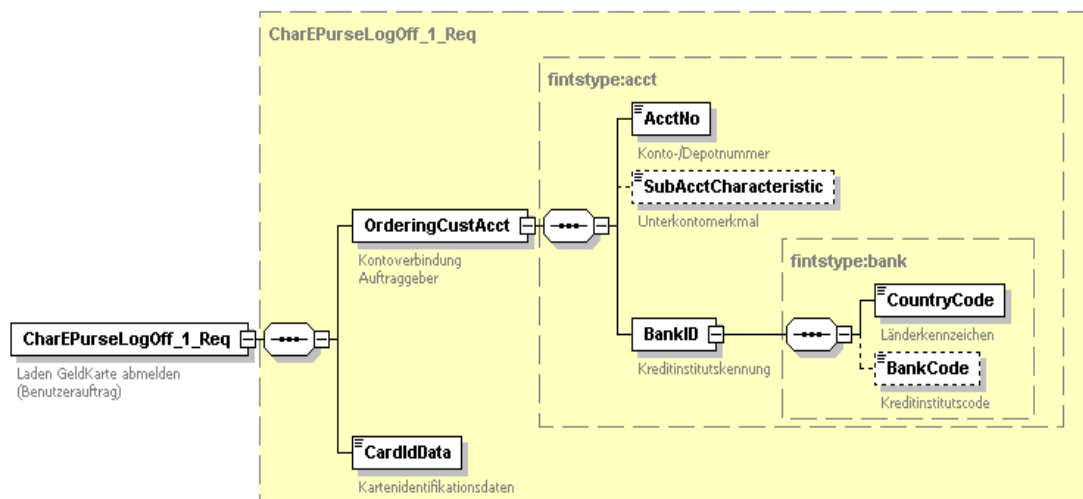 CharEPurseLogOff_1_Req
fintstype:acct
AcctNo
Konto-/Depotnummer
SubAcctCharacteristic
Unterkontomerkmal
OrderingCustAcct
Kontoverbindung
Auftraggeber
fintstype:bank
CountryCode
Länderkennzeichen
BankID
Kreditinstitutskennung
BankCode
Kreditinstitutscode
CharEPurseLogOff_1_Req
Laden GeldKarte abmelden
(Benutzerauftrag)
CardIdData
Kartenidentifikationsdaten